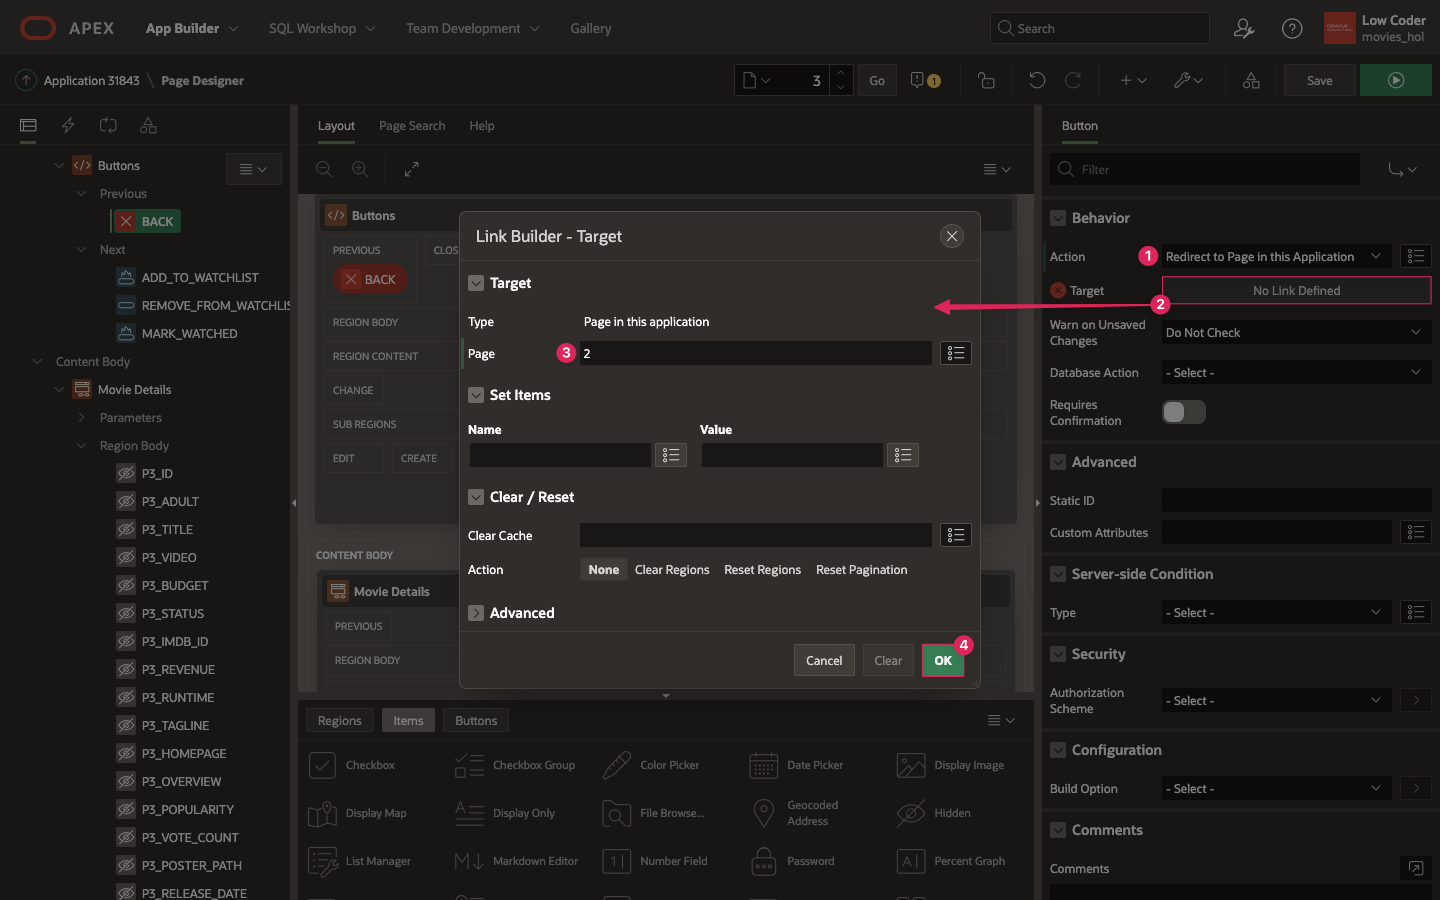 APEX
App Builder
SQL Workshop
Team Development
Gallery
Search
Low Coder
movies_hol
Application 31843 \ Page Designer
3
Go
1
Save
Layout
Page Search
Help
Button
Buttons
Previous
BACK
Next
ADD_TO_WATCHLIST
REMOVE_FROM_WATCHLIS
MARK_WATCHED
Content Body
Movie Details
Parameters
Region Body
P3_ID
P3_ADULT
P3_TITLE
P3_VIDEO
P3_BUDGET
P3_STATUS
P3_IMDB_ID
P3_REVENUE
P3_RUNTIME
P3_TAGLINE
P3_HOMEPAGE
P3_OVERVIEW
P3_POPULARITY
P3_VOTE_COUNT
P3_POSTER_PATH
P3_RELEASE_DATE
Buttons
PREVIOUS
CLOS
BACK
REGION BODY
REGION CONTENT
CHANGE
SUB REGIONS
EDIT
CREATE
CONTENT BODY
Movie Details
PREVIOUS
REGION BODY
Link Builder - Target
Target
Type
Page in this application
Page
3
2
Set Items
Name
Value
Clear / Reset
Clear Cache
Action
None
Clear Regions
Reset Regions
Reset Pagination
Advanced
Cancel
Clear
OK
4
Regions
Items
Buttons
Checkbox
Checkbox Group
Color Picker
Date Picker
Display Image
Display Map
Display Only
File Browse...
Geocoded
Address
Hidden
List Manager
Markdown Editor
Number Field
Password
Percent Graph
Filter
Behavior
Action
1
Redirect to Page in this Application
Target
No Link Defined
2
Warn on Unsaved
Changes
Do Not Check
Database Action
- Select -
Requires
Confirmation
Advanced
Static ID
Custom Attributes
Server-side Condition
Type
- Select -
Security
Authorization
Scheme
- Select -
Configuration
Build Option
- Select -
Comments
Comments